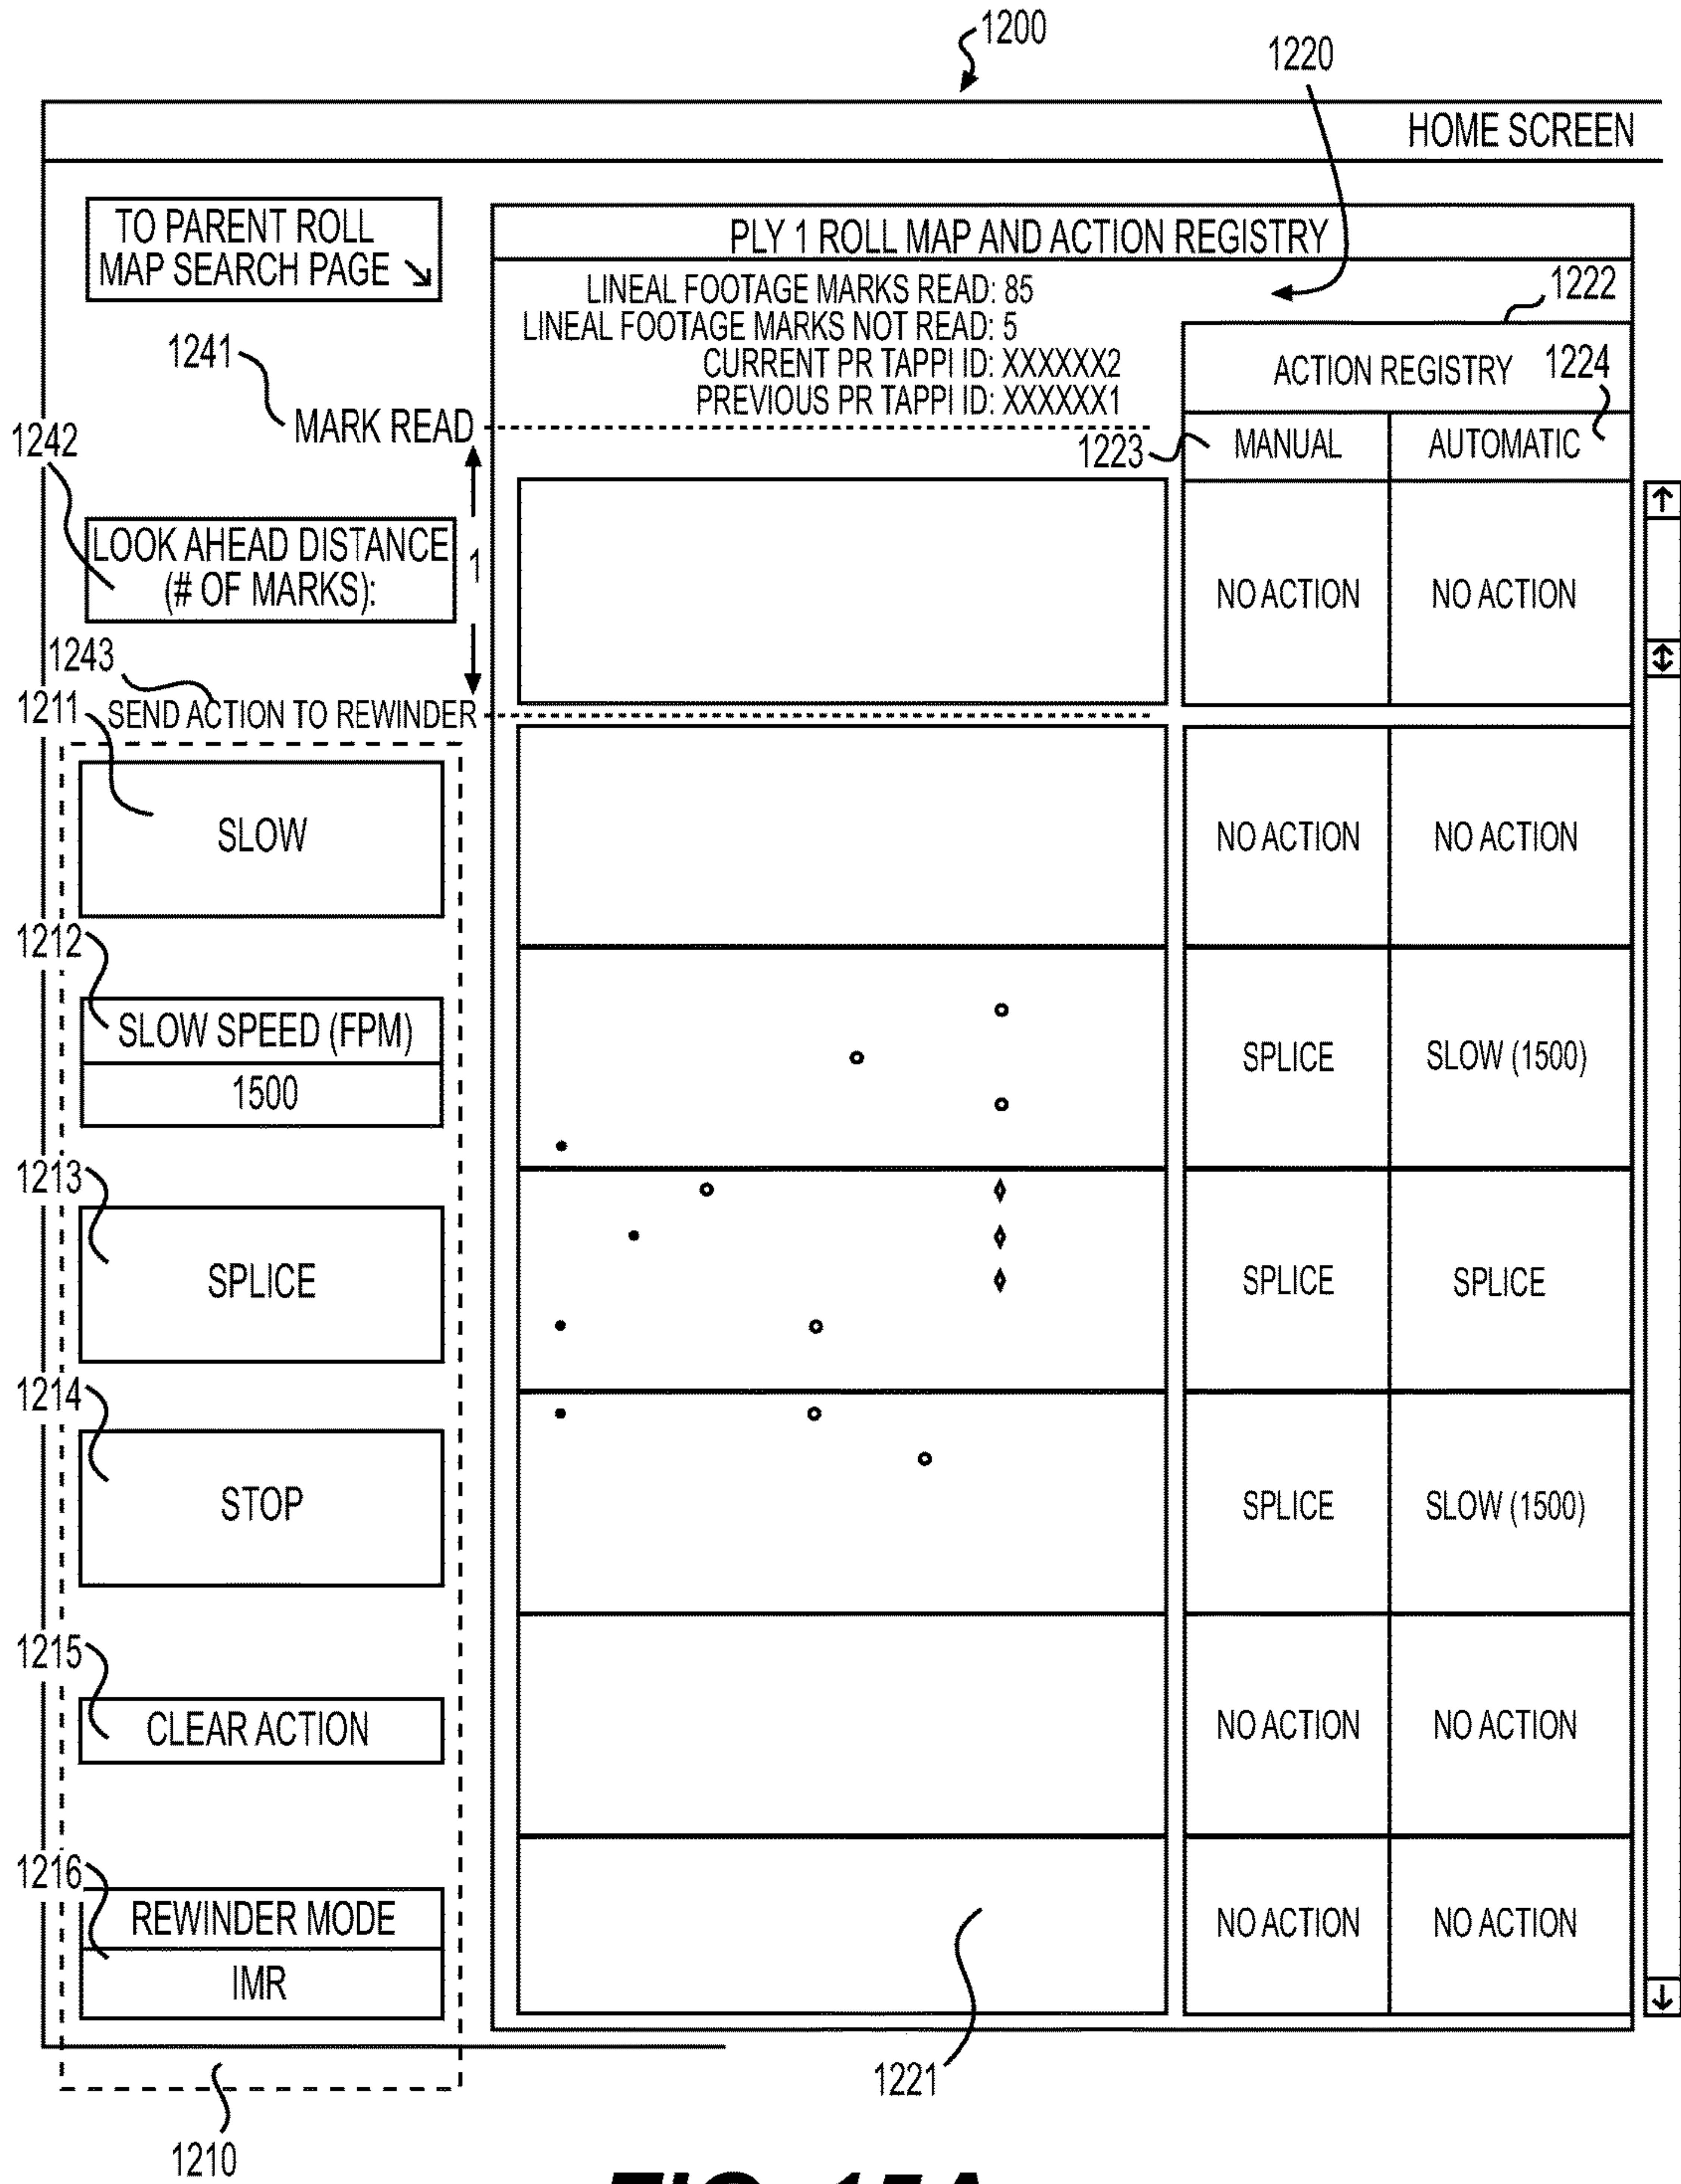 1200
1220
HOME SCREEN
TO PARENT ROLL
MAP SEARCH PAGE
PLY 1 ROLL MAP AND ACTION REGISTRY
LINEAL FOOTAGE MARKS READ: 85
LINEAL FOOTAGE MARKS NOT READ: 5
CURRENT PR TAPPI ID: XXXXXX2
PREVIOUS PR TAPPI ID: XXXXXX1
1222
ACTION REGISTRY
1224
1241
MARK READ
1242
1223
MANUAL
AUTOMATIC
LOOK AHEAD DISTANCE
(# OF MARKS):
1
NO ACTION
NO ACTION
1243
1211
SEND ACTION TO REWINDER
SLOW
NO ACTION
NO ACTION
1212
SLOW SPEED (FPM)
1500
SPLICE
SLOW (1500)
1213
SPLICE
SPLICE
SPLICE
1214
STOP
SPLICE
SLOW (1500)
1215
CLEAR ACTION
NO ACTION
NO ACTION
1216
REWINDER MODE
IMR
NO ACTION
NO ACTION
1221
1210
FIG. 15A